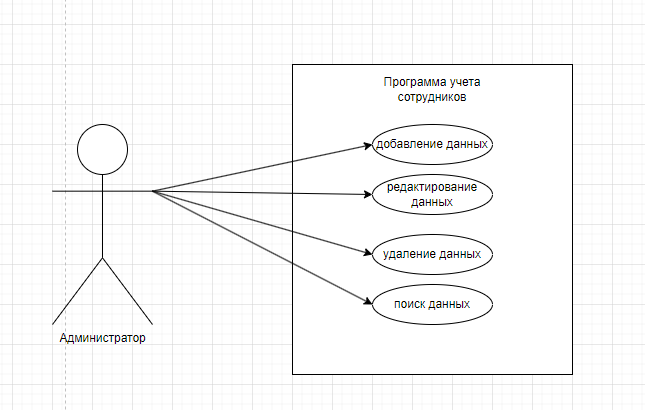 Программа учета
сотрудников
добавление данных
редактирование
данных
удаление данных
поиск данных
Администратор